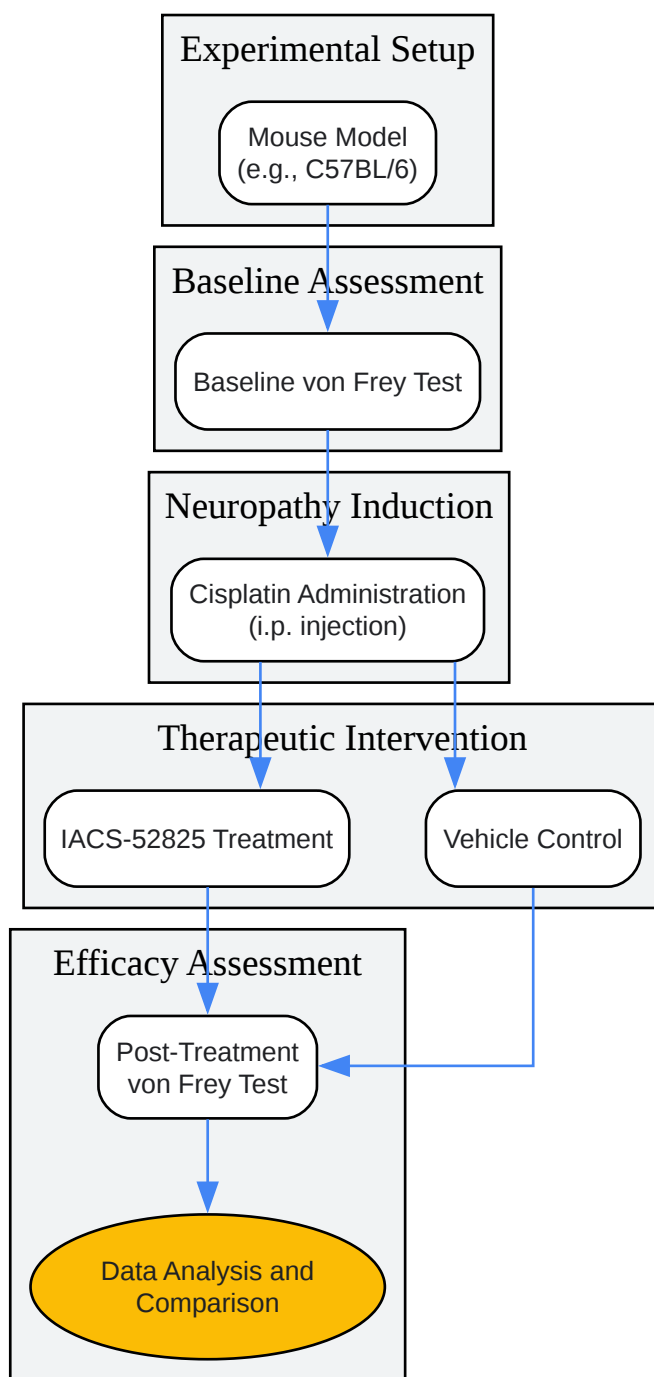 Experimental Setup
Mouse Model
(e.g., C57BL/6)
Baseline Assessment
Baseline von Frey Test
Neuropathy Induction
Cisplatin Administration
(i.p. injection)
Therapeutic Intervention
IACS-52825 Treatment
Vehicle Control
Efficacy Assessment
Post-Treatment
von Frey Test
Data Analysis and
Comparison